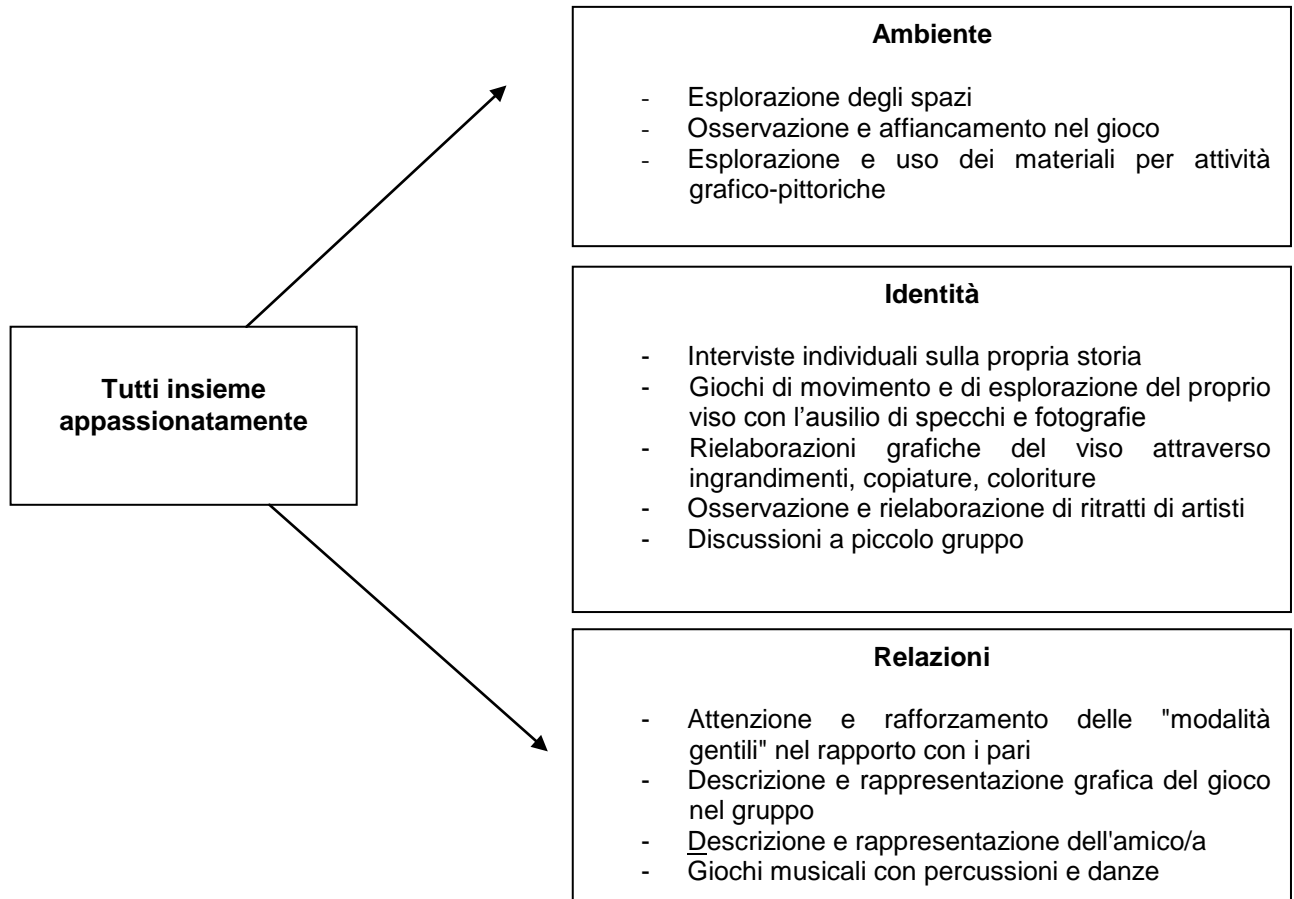 Ambiente
- Esplorazione degli spazi
- Osservazione e affiancamento nel gioco
- Esplorazione e uso dei materiali per attività
grafico-pittoriche
Tutti insieme
appassionatamente
Identità
- Interviste individuali sulla propria storia
- Giochi di movimento e di esplorazione del proprio
viso con l’ausilio di specchi e fotografie
- Rielaborazioni grafiche del viso attraverso
ingrandimenti, copiature, coloriture
- Osservazione e rielaborazione di ritratti di artisti
- Discussioni a piccolo gruppo
Relazioni
- Attenzione e rafforzamento delle "modalità
gentili" nel rapporto con i pari
- Descrizione e rappresentazione grafica del gioco
nel gruppo
- Descrizione e rappresentazione dell'amico/a
- Giochi musicali con percussioni e danze